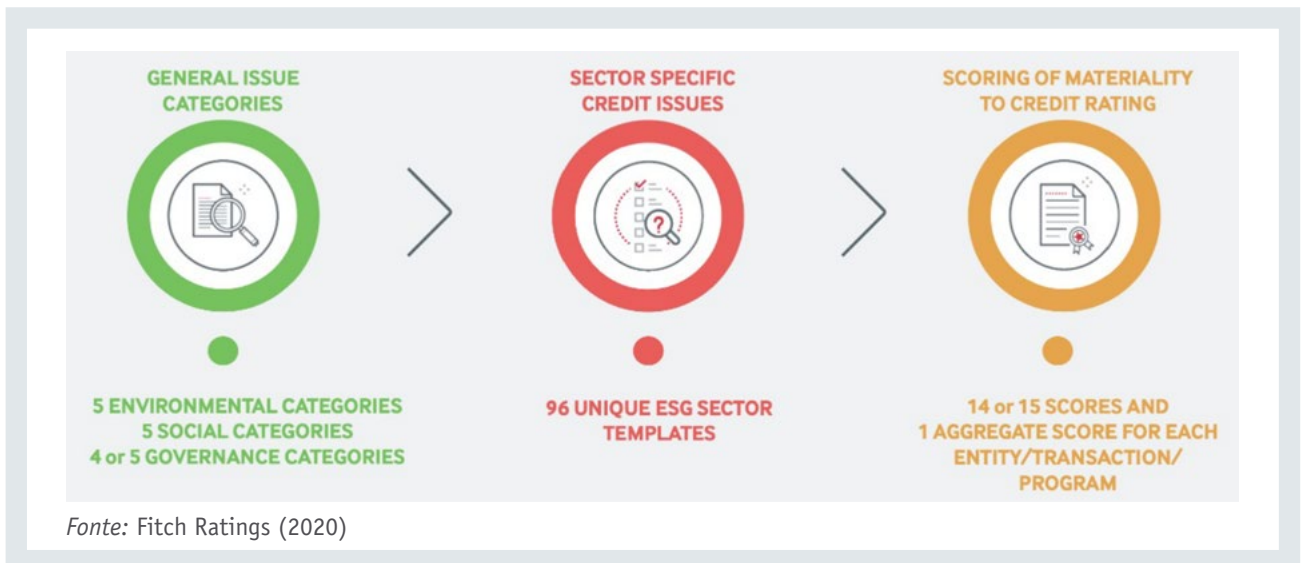 GENERAL ISSUE
CATEGORIES
SECTOR SPECIFIC
CREDIT ISSUES
SCORING OF MATERIALITY
TO CREDIT RATING
?
5 ENVIRONMENTAL CATEGORIES
5 SOCIAL CATEGORIES
4 or 5 GOVERNANCE CATEGORIES
96 UNIQUE ESG SECTOR
TEMPLATES
14 or 15 SCORES AND
1 AGGREGATE SCORE FOR EACH
ENTITY/TRANSACTION/
PROGRAM
Fonte: Fitch Ratings (2020)